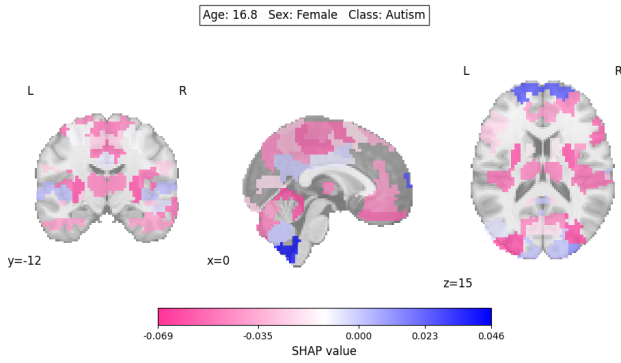 Age: 16.8   Sex: Female   Class: Autism
L
R
L
R
y=-12
x=0
z=15
-0.069
-0.035
0.000
0.023
0.046
SHAP value